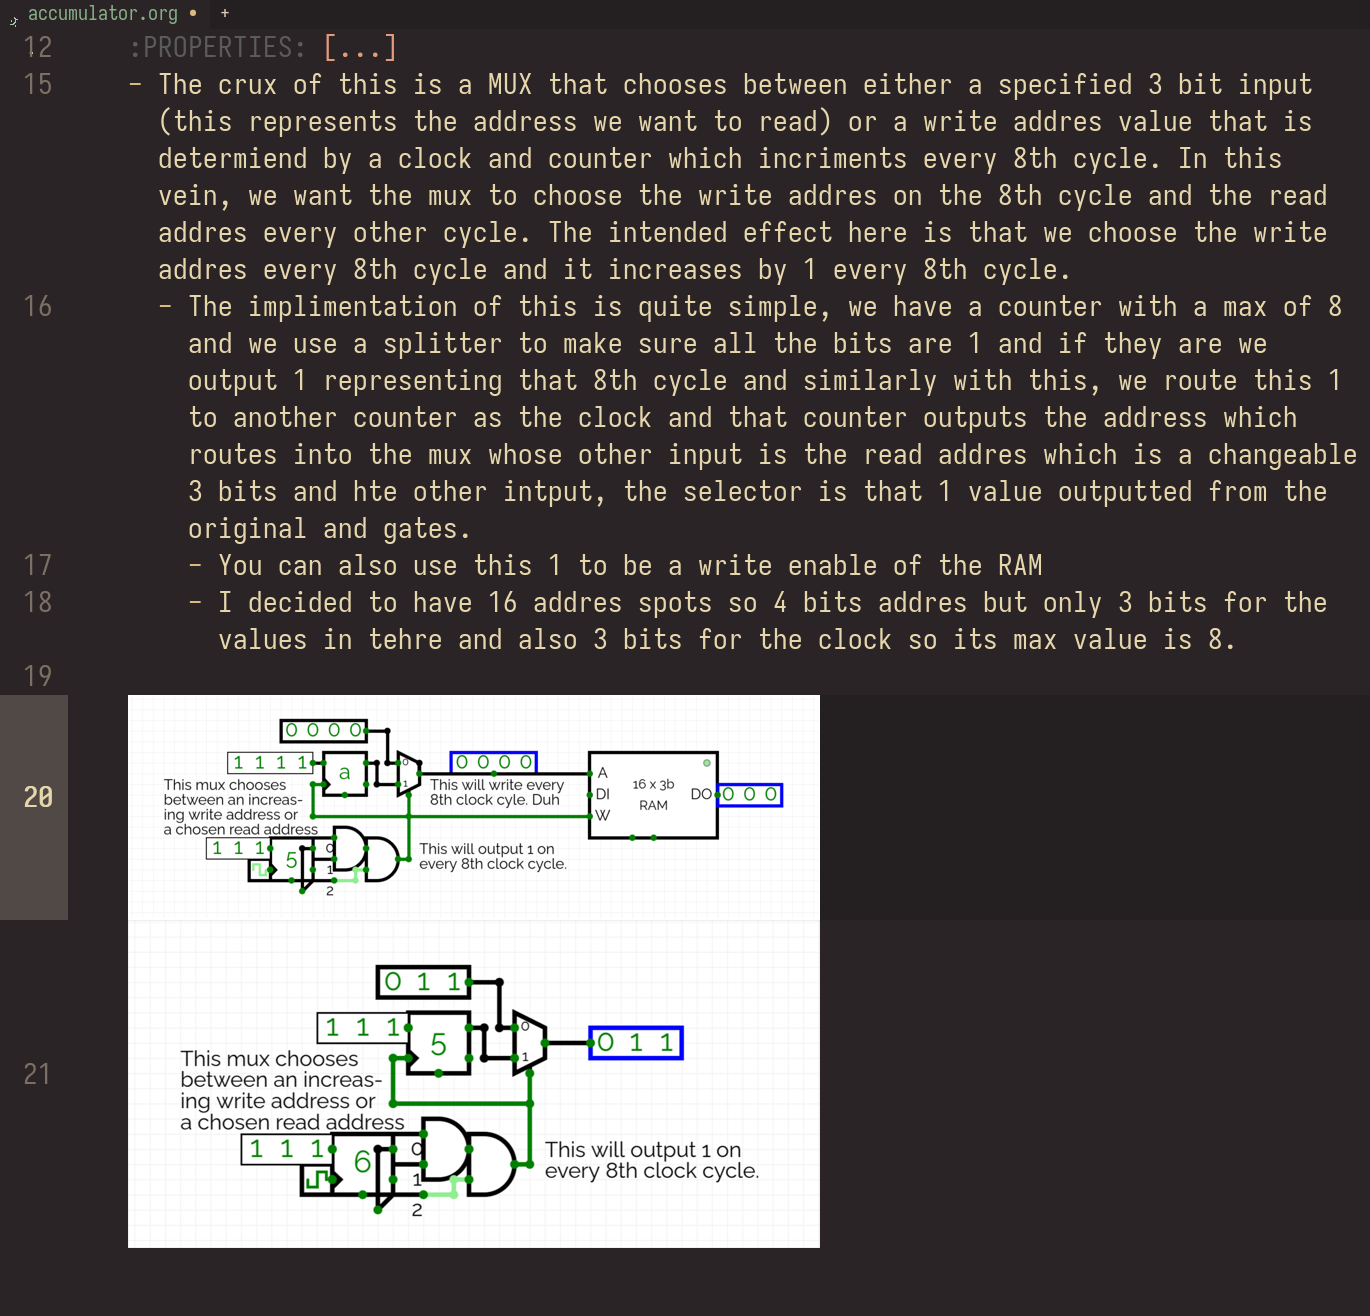 accumulator.org • +
12 :PROPERTIES: [...]
15 - The crux of this is a MUX that chooses between either a specified 3 bit input
(this represents the address we want to read) or a write addres value that is
determiend by a clock and counter which incriments every 8th cycle. In this
vein, we want the mux to choose the write addres on the 8th cycle and the read
addres every other cycle. The intended effect here is that we choose the write
addres every 8th cycle and it increases by 1 every 8th cycle.
16 - The implimentation of this is quite simple, we have a counter with a max of 8
and we use a splitter to make sure all the bits are 1 and if they are we
output 1 representing that 8th cycle and similarly with this, we route this 1
to another counter as the clock and that counter outputs the address which
routes into the mux whose other input is the read addres which is a changeable
3 bits and hte other intput, the selector is that 1 value outputted from the
original and gates.
17 - You can also use this 1 to be a write enable of the RAM
18 - I decided to have 16 addres spots so 4 bits addres but only 3 bits for the
values in tehre and also 3 bits for the clock so its max value is 8.
19
20
0 0 0 0
1 1 1 1 a 0 1 0 0 0 0
This mux chooses
between an increas-
ing write address or
a chosen read address
This will write every
8th clock cyle. Duh
A
DI
W
16 x 3b
RAM
DO 0 0 0
1 1 1 5 0
1
2
This will output 1 on
every 8th clock cycle.
21
0 1 1
1 1 1 5 0 1 0 1 1
This mux chooses
between an increas-
ing write address or
a chosen read address
1 1 1 6 0
1
2
This will output 1 on
every 8th clock cycle.